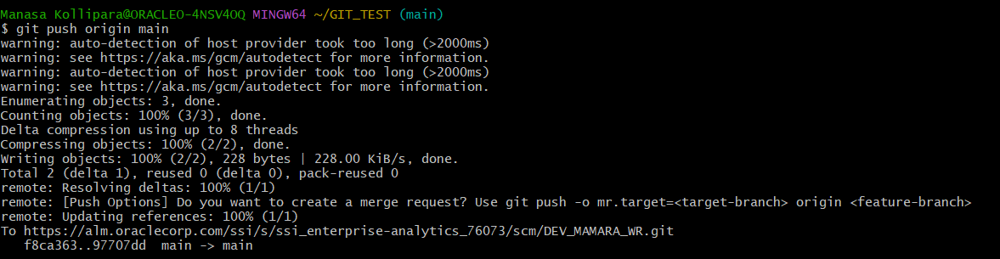 Manasa Kollipara@ORACLEO-4NSV4OQ MINGW64 ~/GIT_TEST (main)
$ git push origin main
warning: auto-detection of host provider took too long (>2000ms)
warning: see https://aka.ms/gcm/autodetect for more information.
warning: auto-detection of host provider took too long (>2000ms)
warning: see https://aka.ms/gcm/autodetect for more information.
Enumerating objects: 3, done.
Counting objects: 100% (3/3), done.
Delta compression using up to 8 threads
Compressing objects: 100% (2/2), done.
Writing objects: 100% (2/2), 228 bytes | 228.00 KiB/s, done.
Total 2 (delta 1), reused 0 (delta 0), pack-reused 0
remote: Resolving deltas: 100% (1/1)
remote: [Push Options] Do you want to create a merge request? Use git push -o mr.target=<target-branch> origin <feature-branch>
remote: Updating references: 100% (1/1)
To https://alm.oraclecorp.com/ssi/s/ssi_enterprise-analytics_76073/scm/DEV_MAMARA_WR.git
   f8ca363..97707dd  main -> main